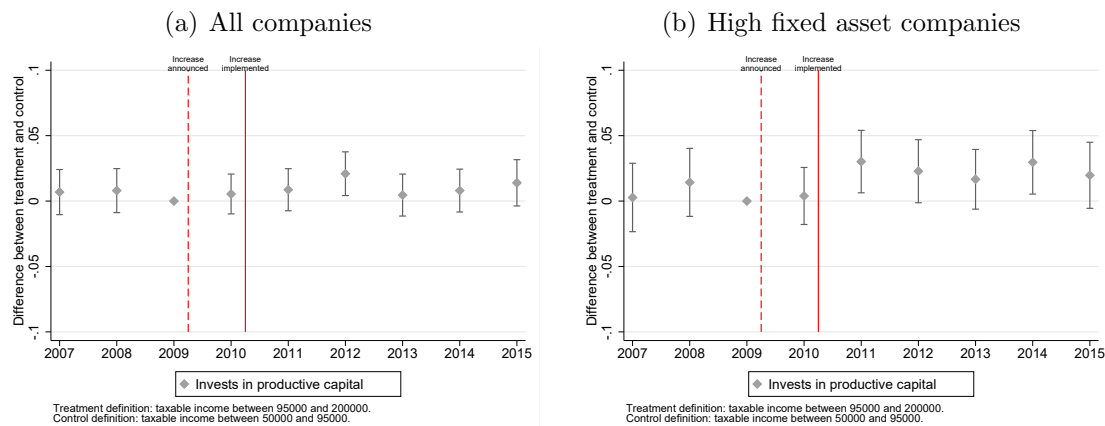 (a) All companies
Increase announced
Increase implemented
Difference between treatment and control
.1
.05
0
-.05
-.1
2007 2008 2009 2010 2011 2012 2013 2014 2015
Invests in productive capital
Treatment definition: taxable income between 95000 and 200000.
Control definition: taxable income between 50000 and 95000.
(b) High fixed asset companies
Increase announced
Increase implemented
Difference between treatment and control
.1
.05
0
-.05
-.1
2007 2008 2009 2010 2011 2012 2013 2014 2015
Invests in productive capital
Treatment definition: taxable income between 95000 and 200000.
Control definition: taxable income between 50000 and 95000.